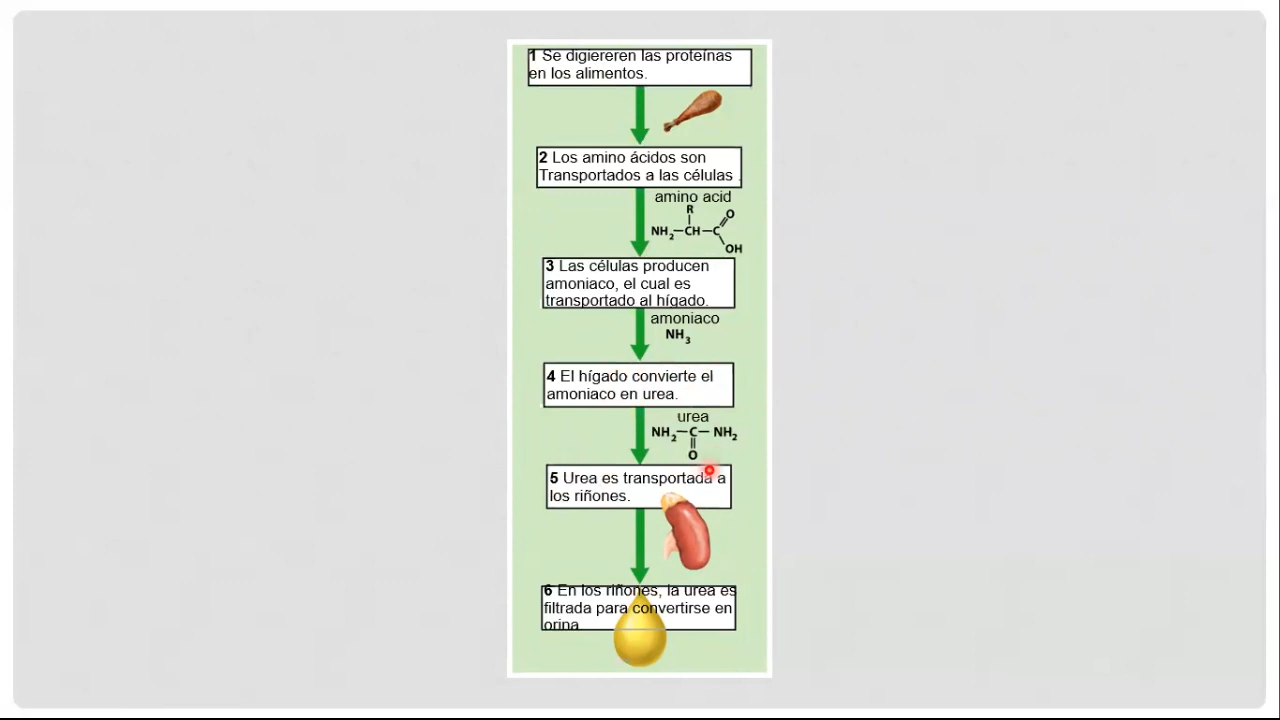 1 Se digiereren las proteínas
en los alimentos.
2 Los amino ácidos son
Transportados a las células .
amino acid
R
O
NH2–CH–C
OH
3 Las células producen
amoniaco, el cual es
transportado al hígado.
amoniaco
NH3
4 El hígado convierte el
amoniaco en urea.
urea
NH2–C–NH2
O
5 Urea es transportada a
los riñones.
6 En los riñones, la urea es
filtrada para convertirse en
orina